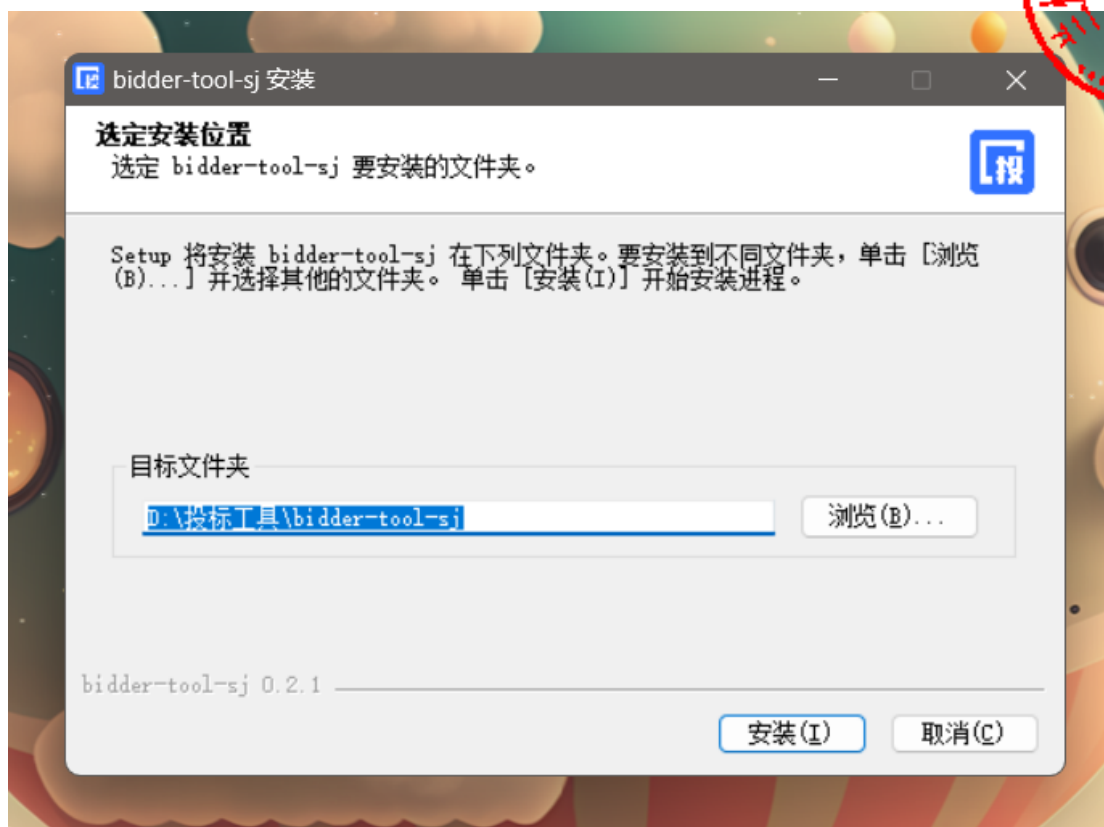 bidder-tool-sj 安装
选定安装位置
选定 bidder-tool-sj 要安装的文件夹。
投
Setup 将安装 bidder-tool-sj 在下列文件夹。要安装到不同文件夹，单击 [浏览
(B)...] 并选择其他的文件夹。 单击 [安装(I)] 开始安装进程。
目标文件夹
D:\投标工具\bidder-tool-sj
浏览(B)...
bidder-tool-sj 0.2.1
安装(I)
取消(C)